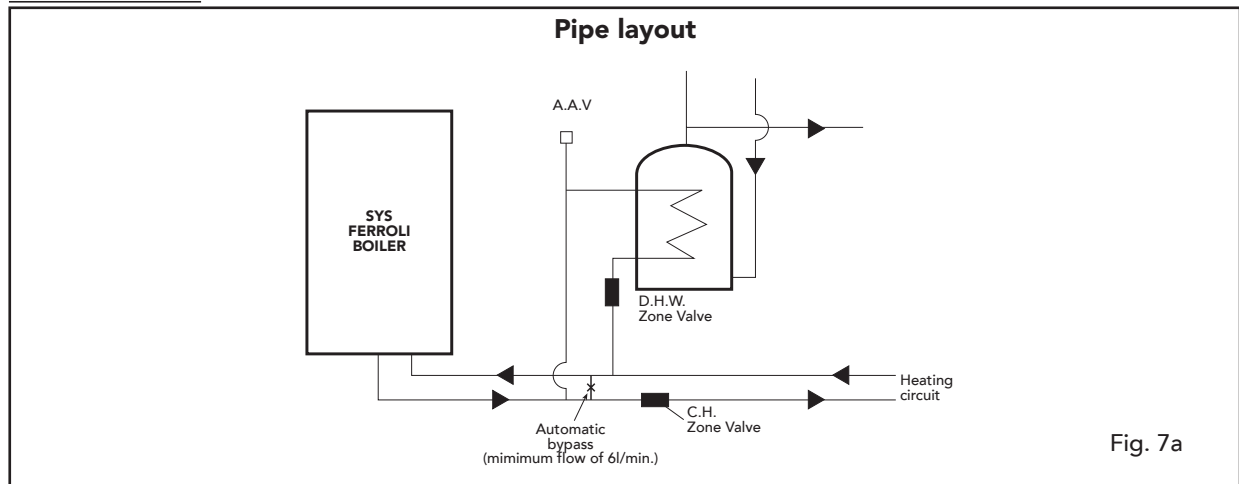 Pipe layout
A.A.V
SYS
FERROLI
BOILER
D.H.W.
Zone Valve
Heating
circuit
C.H.
Zone Valve
Automatic
bypass
(mimimum flow of 6l/min.)
Fig. 7a